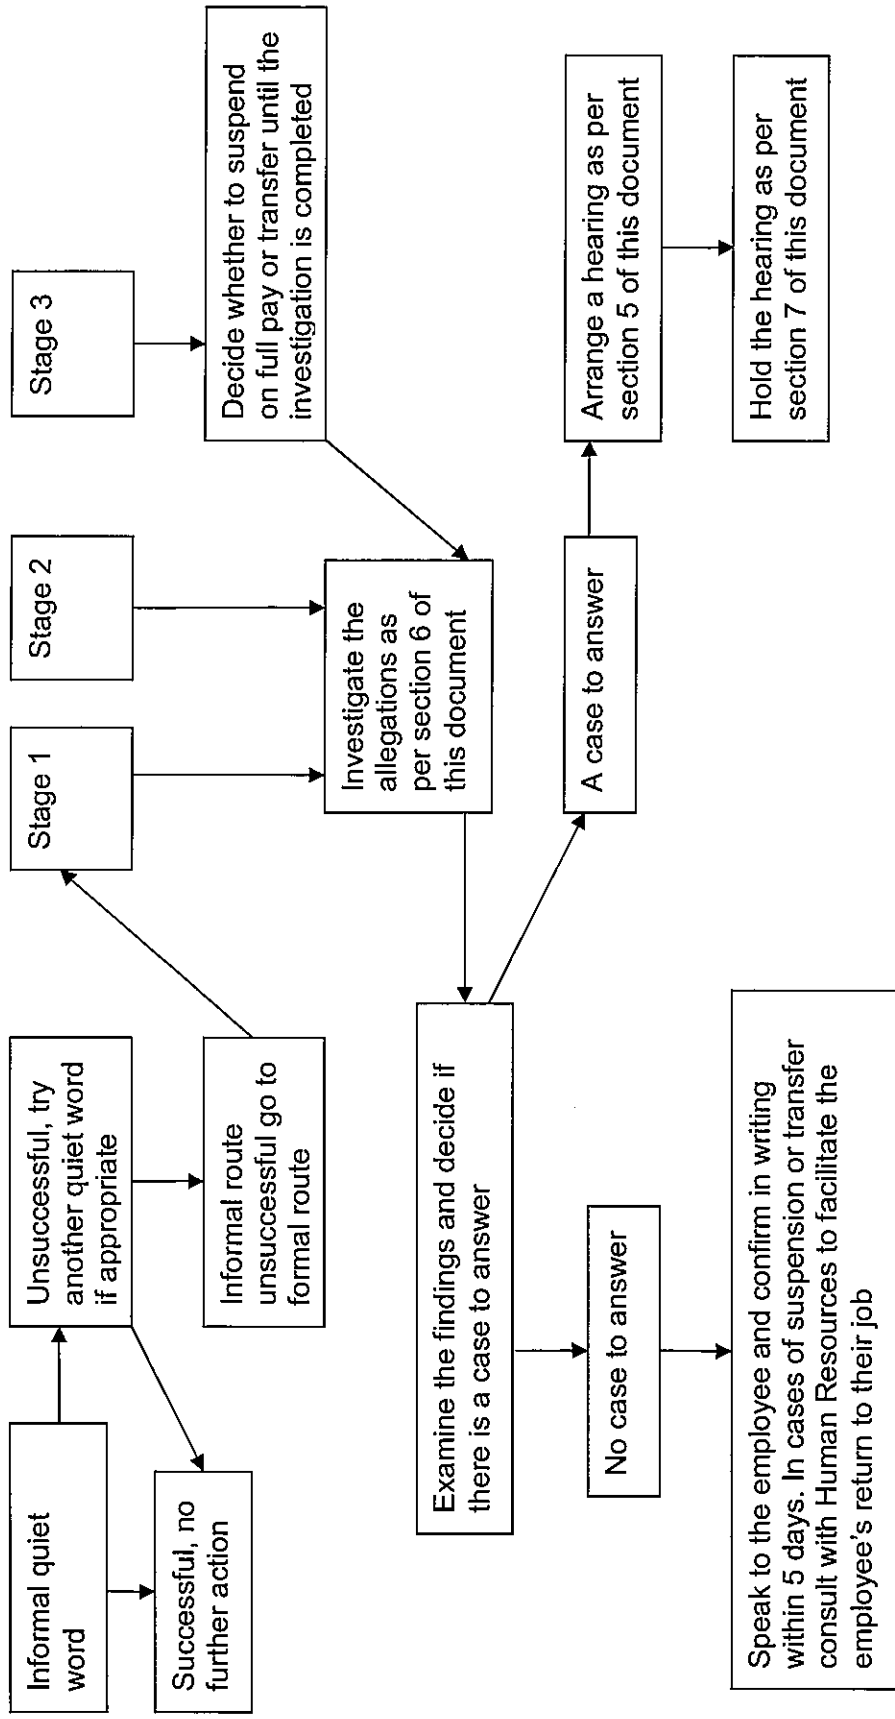 Informal quiet
word
Successful, no
further action
Unsuccessful, try
another quiet word
if appropriate
Informal route
unsuccessful go to
formal route
Stage 1
Stage 2
Stage 3
Decide whether to suspend
on full pay or transfer until the
investigation is completed
Investigate the
allegations as
per section 6 of
this document
Examine the findings and decide if
there is a case to answer
No case to answer
Speak to the employee and confirm in writing
within 5 days. In cases of suspension or transfer
consult with Human Resources to facilitate the
employee's return to their job
A case to answer
Arrange a hearing as per
section 5 of this document
Hold the hearing as per
section 7 of this document